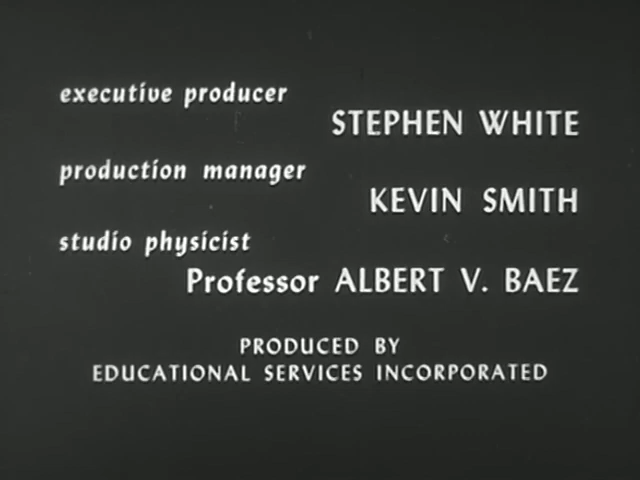 executive producer
STEPHEN WHITE
production manager
KEVIN SMITH
studio physicist
Professor ALBERT V. BAEZ
PRODUCED BY
EDUCATIONAL SERVICES INCORPORATED